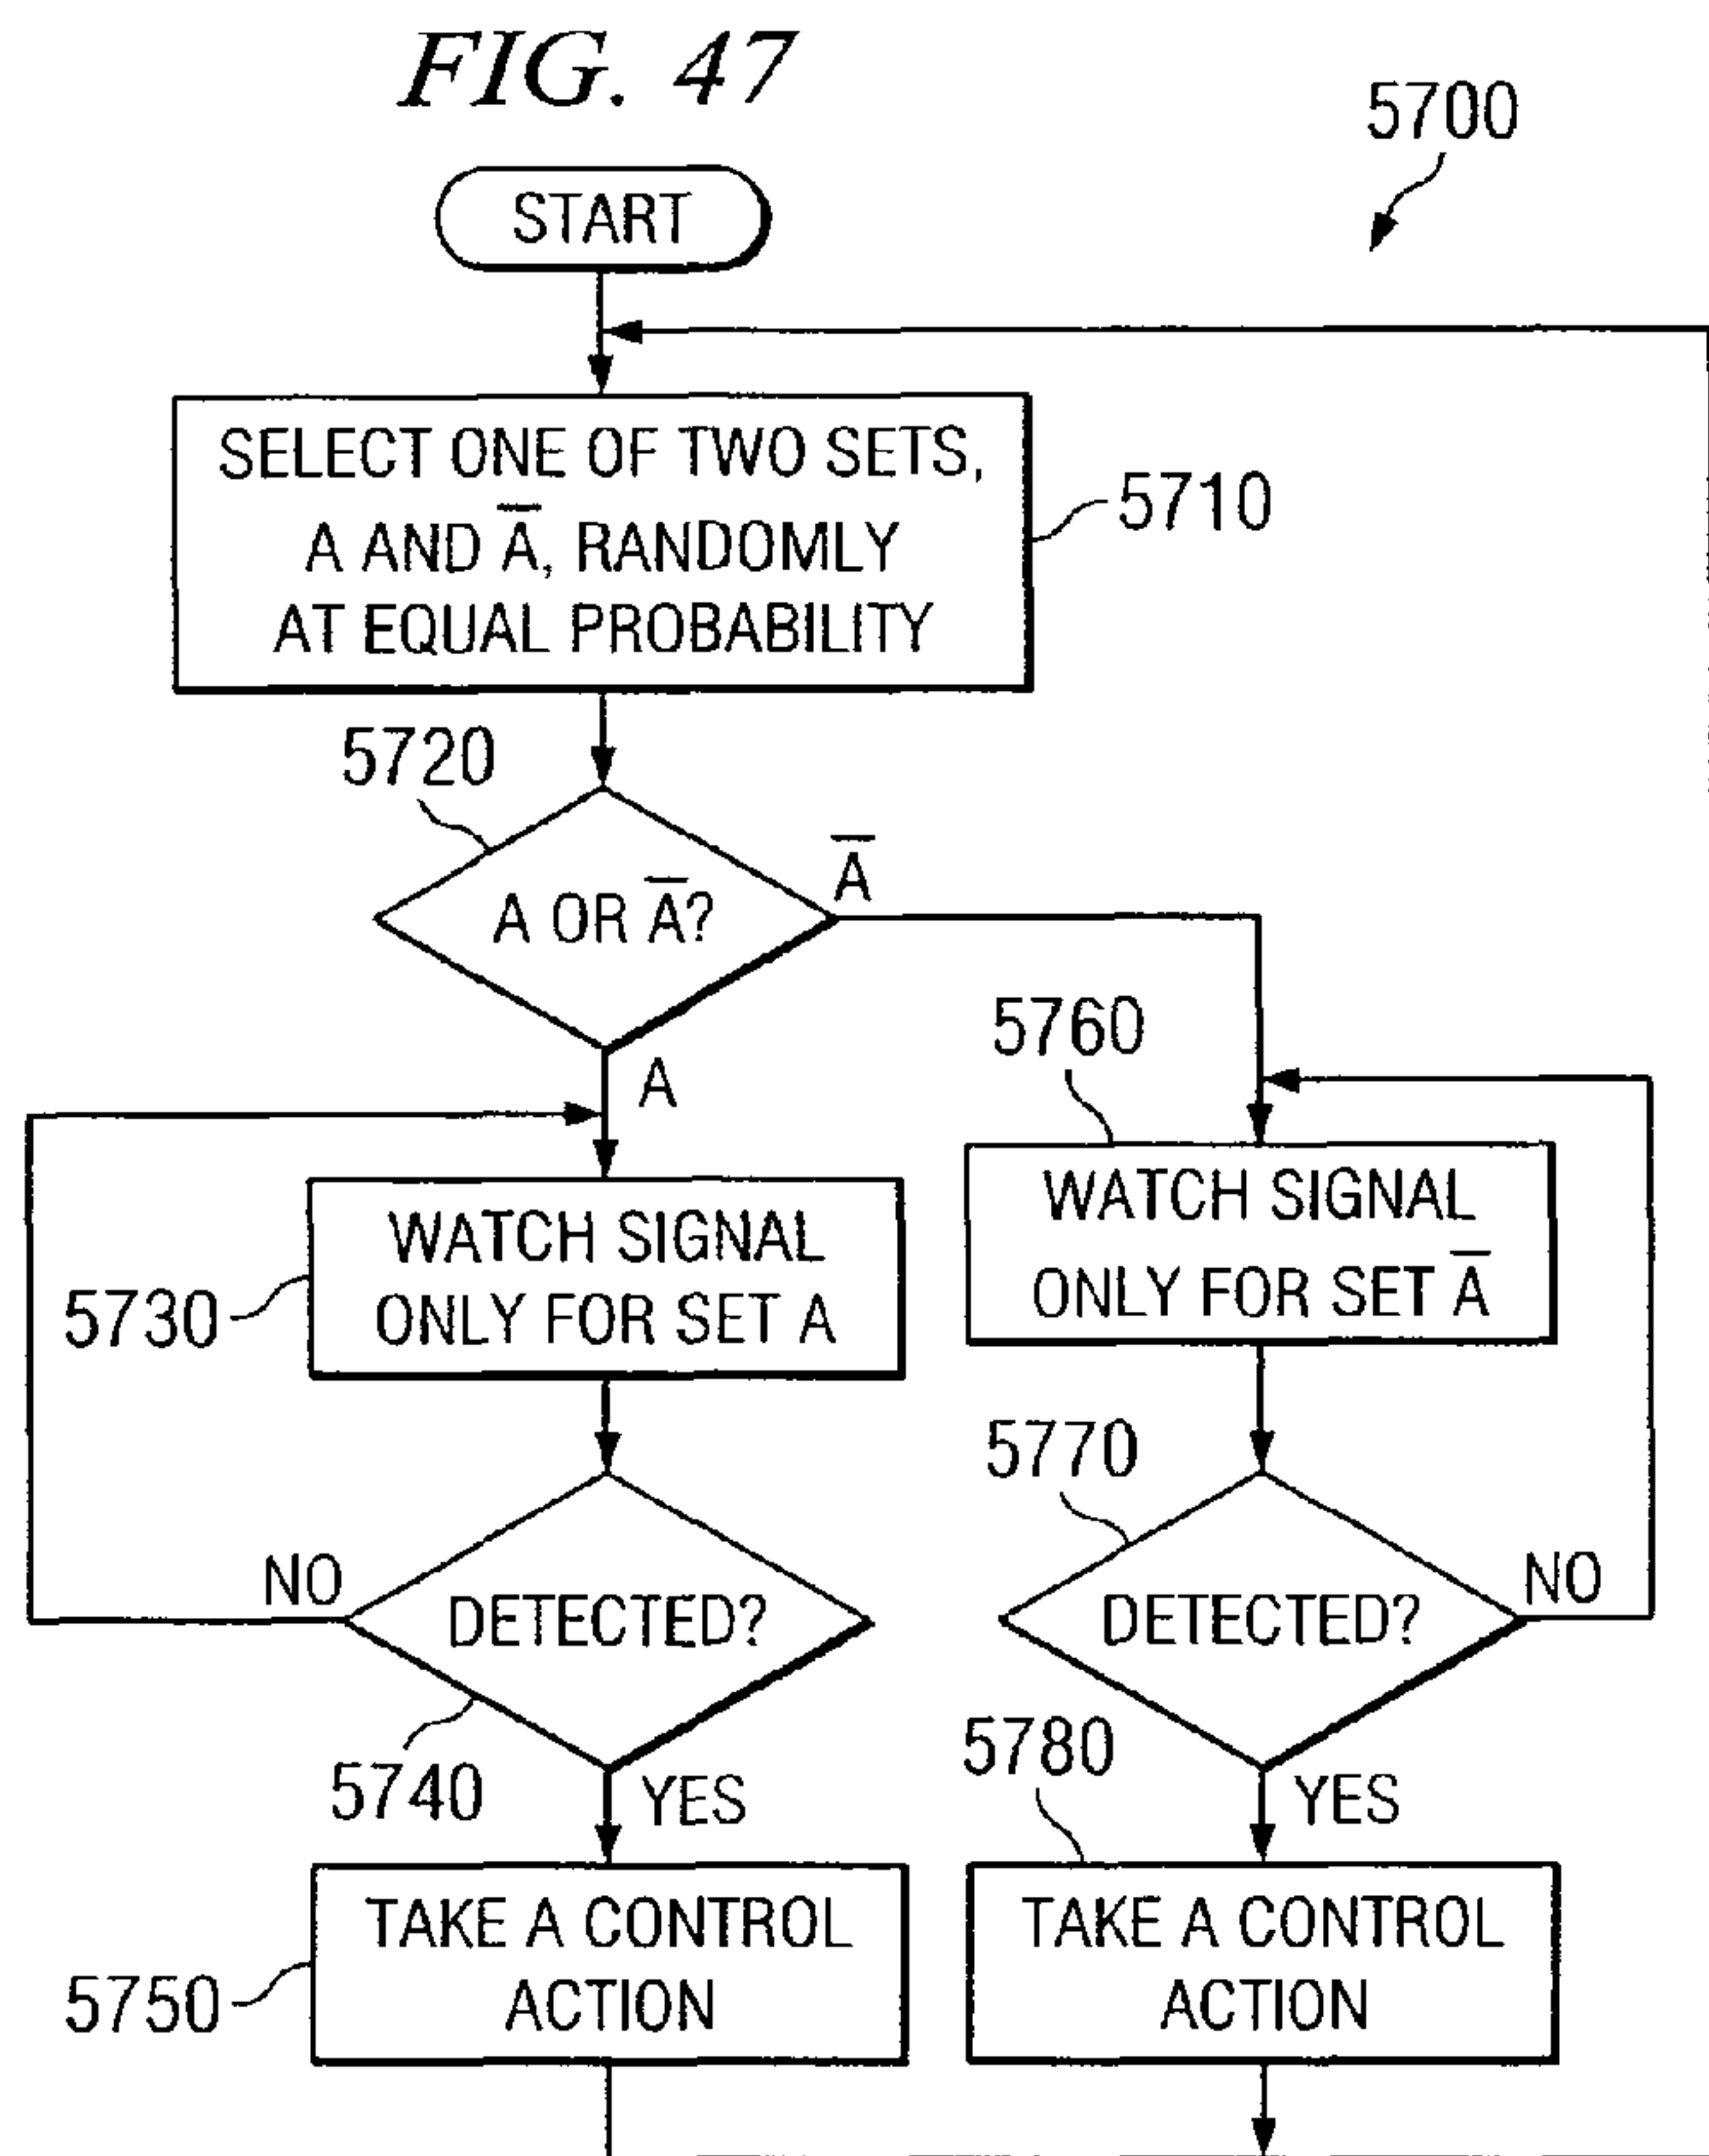 FIG. 47
5700
START
SELECT ONE OF TWO SETS,
A AND A̅, RANDOMLY
AT EQUAL PROBABILITY
5710
5720
A OR A̅?
A̅
A
5760
WATCH SIGNAL
ONLY FOR SET A
5730
WATCH SIGNAL
ONLY FOR SET A̅
5770
NO
DETECTED?
5740
YES
DETECTED?
NO
5780
YES
TAKE A CONTROL
ACTION
5750
TAKE A CONTROL
ACTION